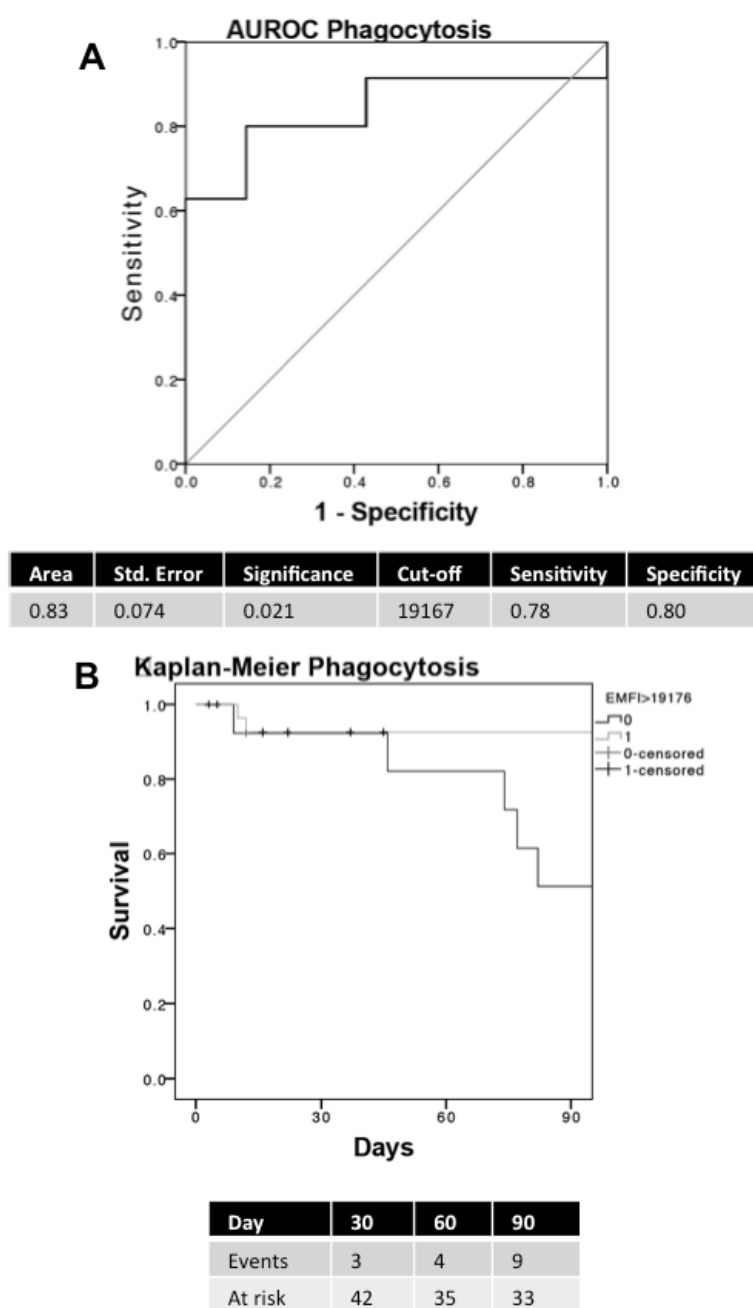 AUROC Phagocytosis
A
1.0
0.8
0.6
0.4
0.2
0.0
Sensitivity
0.0 0.2 0.4 0.6 0.8 1.0
1 - Specificity
Area Std. Error Significance Cut-off Sensitivity Specificity
0.83 0.074 0.021 19167 0.78 0.80
B Kaplan-Meier Phagocytosis
1.0
0.8
0.6
0.4
0.2
0.0
Survival
EMFI>19176
0
1
0-censored
1-censored
0 30 60 90
Days
Day 30 60 90
Events 3 4 9
At risk 42 35 33